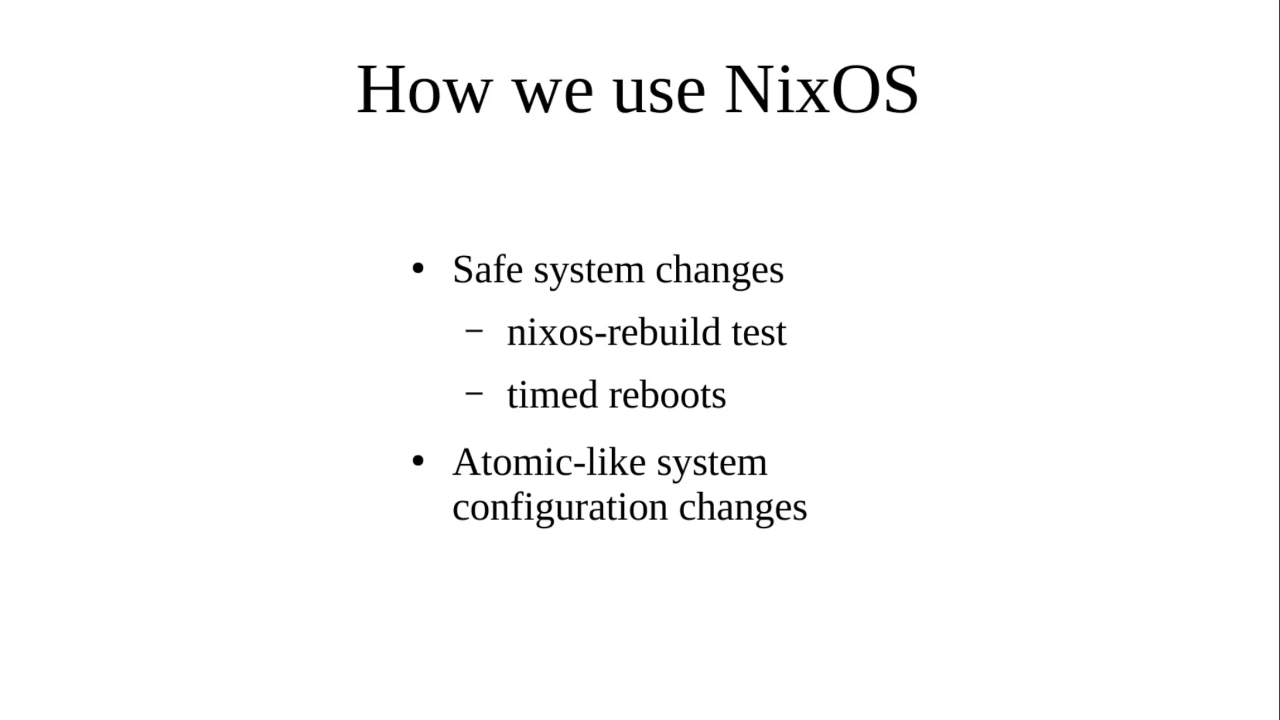 How we use NixOS
• Safe system changes
– nixos-rebuild test
– timed reboots
• Atomic-like system
configuration changes